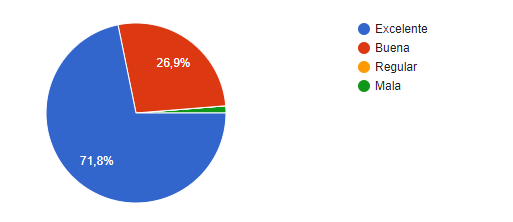 26,9%
71,8%
Excelente
Buena
Regular
Mala